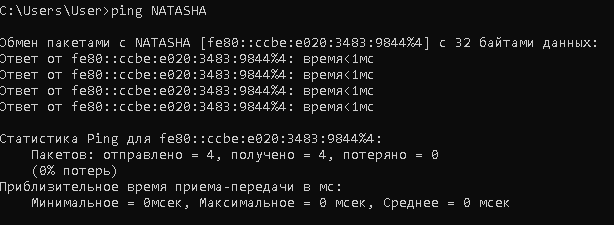 C:\Users\User>ping NATASHA
Обмен пакетами с NATASHA [fe80::ccbe:e020:3483:9844%4] с 32 байтами данных:
Ответ от fe80::ccbe:e020:3483:9844%4: время<1мс
Ответ от fe80::ccbe:e020:3483:9844%4: время<1мс
Ответ от fe80::ccbe:e020:3483:9844%4: время<1мс
Ответ от fe80::ccbe:e020:3483:9844%4: время<1мс
Статистика Ping для fe80::ccbe:e020:3483:9844%4:
Пакетов: отправлено = 4, получено = 4, потеряно = 0
(0% потерь)
Приблизительное время приема-передачи в мс:
Минимальное = 0мсек, Максимальное = 0 мсек, Среднее = 0 мсек